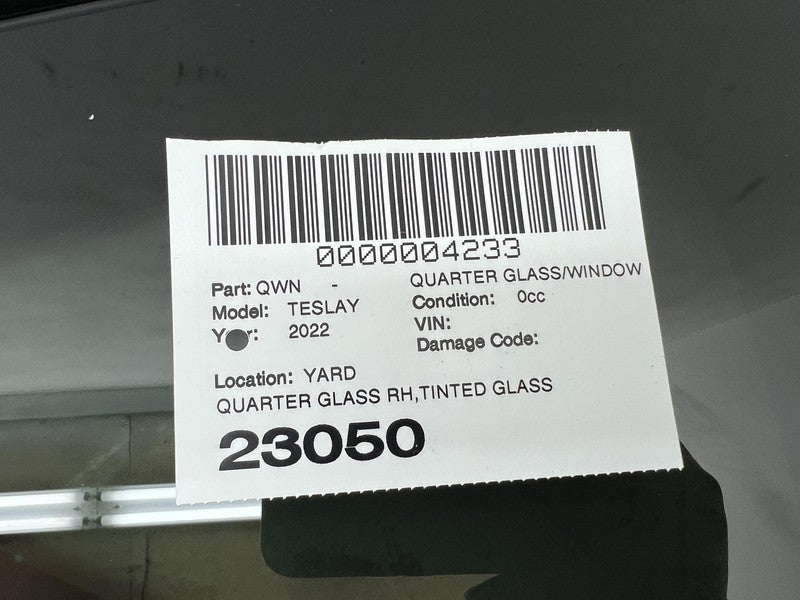 0000004233
Part: QWN - QUARTER GLASS/WINDOW
Model: TESLAY Condition: 0cc
Year: 2022 VIN:
Damage Code:
Location: YARD
QUARTER GLASS RH,TINTED GLASS
23050